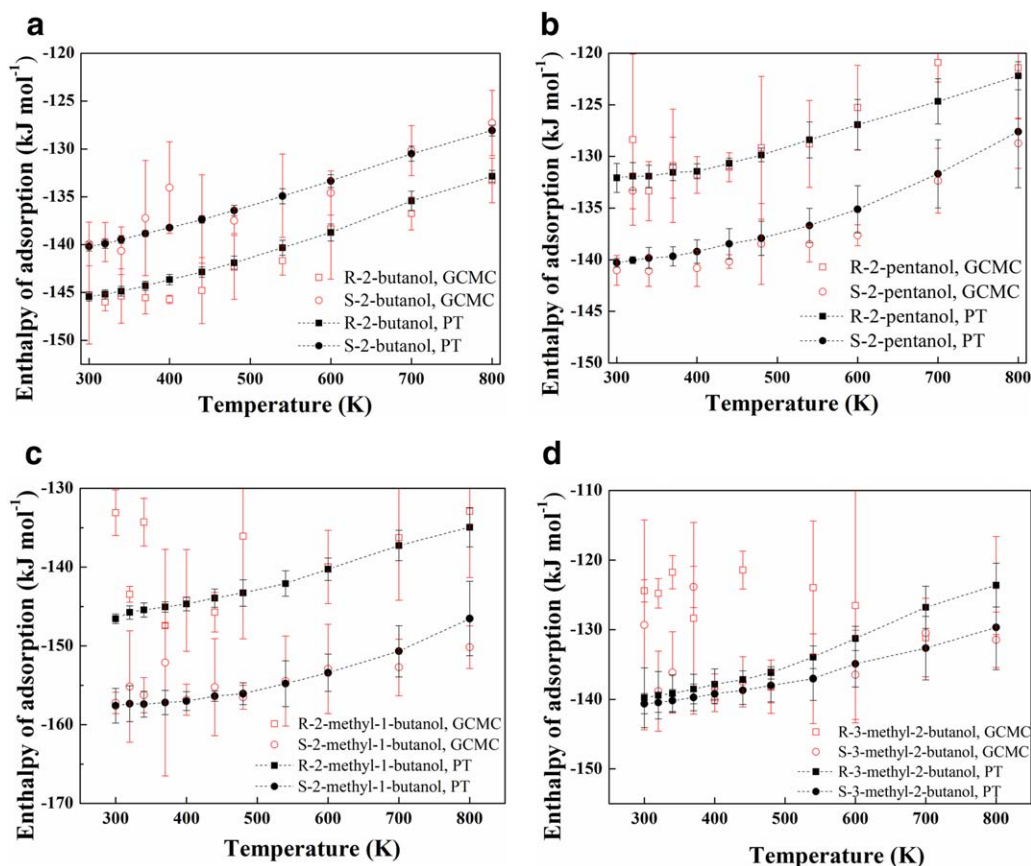 a
Enthalpy of adsorption (kJ mol⁻¹)
-120
-125
-130
-135
-140
-145
-150
R-2-butanol, GCMC
S-2-butanol, GCMC
R-2-butanol, PT
S-2-butanol, PT
300 400 500 600 700 800
Temperature (K)
b
Enthalpy of adsorption (kJ mol⁻¹)
-120
-125
-130
-135
-140
-145
-150
R-2-pentanol, GCMC
S-2-pentanol, GCMC
R-2-pentanol, PT
S-2-pentanol, PT
300 400 500 600 700 800
Temperature (K)
c
Enthalpy of adsorption (kJ mol⁻¹)
-130
-140
-150
-160
-170
R-2-methyl-1-butanol, GCMC
S-2-methyl-1-butanol, GCMC
R-2-methyl-1-butanol, PT
S-2-methyl-1-butanol, PT
300 400 500 600 700 800
Temperature (K)
d
Enthalpy of adsorption (kJ mol⁻¹)
-110
-120
-130
-140
-150
R-3-methyl-2-butanol, GCMC
S-3-methyl-2-butanol, GCMC
R-3-methyl-2-butanol, PT
S-3-methyl-2-butanol, PT
300 400 500 600 700 800
Temperature (K)